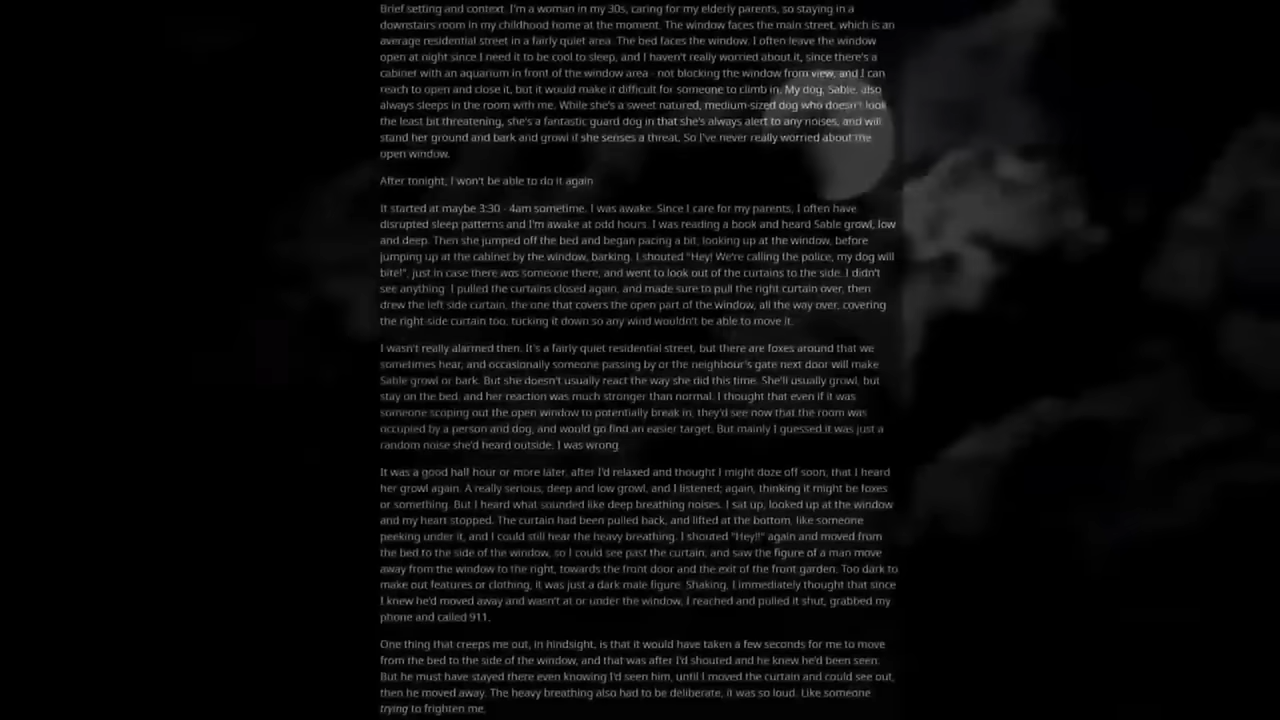 Brief setting and context. I'm a woman in my 30s, caring for my elderly parents, so staying in a
downstairs room in my childhood home at the moment. The window faces the main street, which is an
average residential street in a fairly quiet area. The bed faces the window. I often leave the window
open at night since I need it to be cool to sleep, and I haven't really worried about it, since there's a
cabinet with an aquarium in front of the window area - not blocking the window from view, and I can
reach to open and close it, but it would make it difficult for someone to climb in. My dog, Sable, also
always sleeps in the room with me. While she's a sweet natured, medium-sized dog who doesn't look
the least bit threatening, she's a fantastic guard dog in that she's always alert to any noises, and will
stand her ground and bark and growl if she senses a threat. So I've never really worried about the
open window.
After tonight, I won't be able to do it again
It started at maybe 3:30 - 4am sometime. I was awake. Since I care for my parents, I often have
disrupted sleep patterns and I'm awake at odd hours. I was reading a book and heard Sable growl, low
and deep. Then she jumped off the bed and began pacing a bit, looking up at the window, before
jumping up at the cabinet by the window, barking. I shouted "Hey! We're calling the police, my dog will
bite!", just in case there was someone there, and went to look out of the curtains to the side. I didn't
see anything. I pulled the curtains closed again, and made sure to pull the right curtain over, then
drew the left side curtain, the one that covers the open part of the window, all the way over, covering
the right-side curtain too, tucking it down so any wind wouldn't be able to move it.
I wasn't really alarmed then. It's a fairly quiet residential street, but there are foxes around that we
sometimes hear, and occasionally someone passing by or the neighbour's gate next door will make
Sable growl or bark. But she doesn't usually react the way she did this time. She'll usually growl, but
stay on the bed, and her reaction was much stronger than normal. I thought that even if it was
someone scoping out the open window to potentially break in, they'd see now that the room was
occupied by a person and dog, and would go find an easier target. But mainly I guessed it was just a
random noise she'd heard outside. I was wrong
It was a good half hour or more later, after I'd relaxed and thought I might doze off soon, that I heard
her growl again. A really serious, deep and low growl, and I listened; again, thinking it might be foxes
or something. But I heard what sounded like deep breathing noises. I sat up, looked up at the window
and my heart stopped. The curtain had been pulled back, and lifted at the bottom, like someone
peeking under it, and I could still hear the heavy breathing. I shouted "Hey!!" again and moved from
the bed to the side of the window, so I could see past the curtain, and saw the figure of a man move
away from the window to the right, towards the front door and the exit of the front garden. Too dark to
make out features or clothing, it was just a dark male figure. Shaking, I immediately thought that since
I knew he'd moved away and wasn't at or under the window, I reached and pulled it shut, grabbed my
phone and called 911.
One thing that creeps me out, in hindsight, is that it would have taken a few seconds for me to move
from the bed to the side of the window, and that was after I'd shouted and he knew he'd been seen.
But he must have stayed there even knowing I'd seen him, until I moved the curtain and could see out,
then he moved away. The heavy breathing also had to be deliberate, it was so loud. Like someone
trying to frighten me.